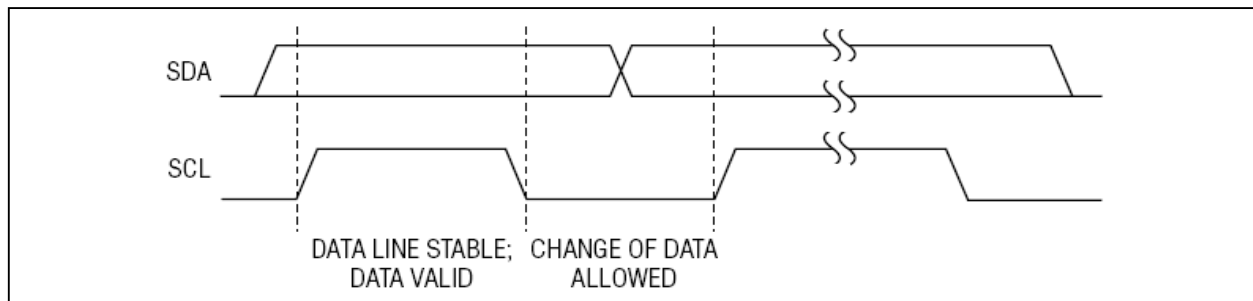 SDA
SCL
DATA LINE STABLE;
DATA VALID
CHANGE OF DATA
ALLOWED